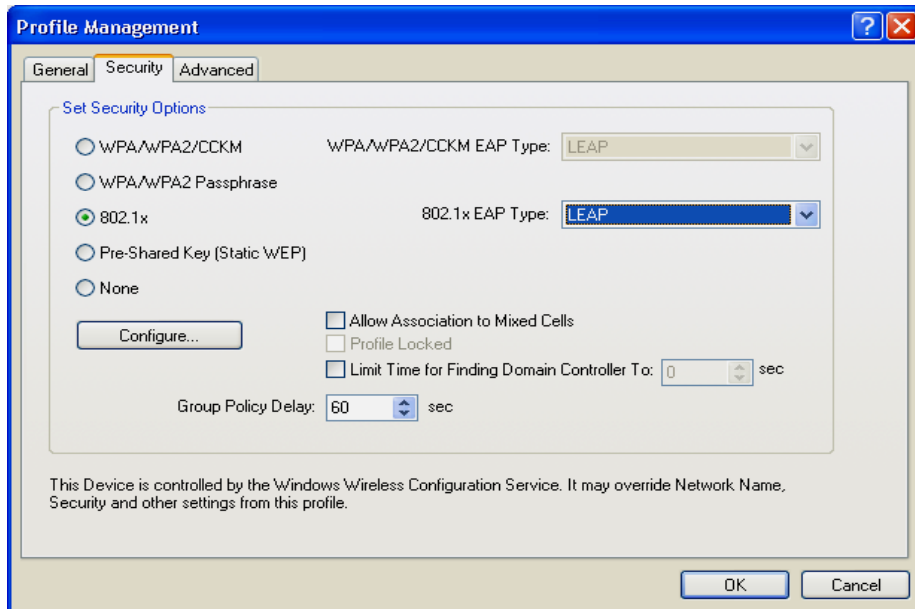 Profile Management
General Security Advanced
Set Security Options
WPA/WPA2/CCKM WPA/WPA2/CCKM EAP Type: LEAP
WPA/WPA2 Passphrase
802.1x 802.1x EAP Type: LEAP
Pre-Shared Key (Static WEP)
None
Allow Association to Mixed Cells
Configure... Profile Locked
Limit Time for Finding Domain Controller To: 0 sec
Group Policy Delay: 60 sec
This Device is controlled by the Windows Wireless Configuration Service. It may override Network Name,
Security and other settings from this profile.
OK Cancel